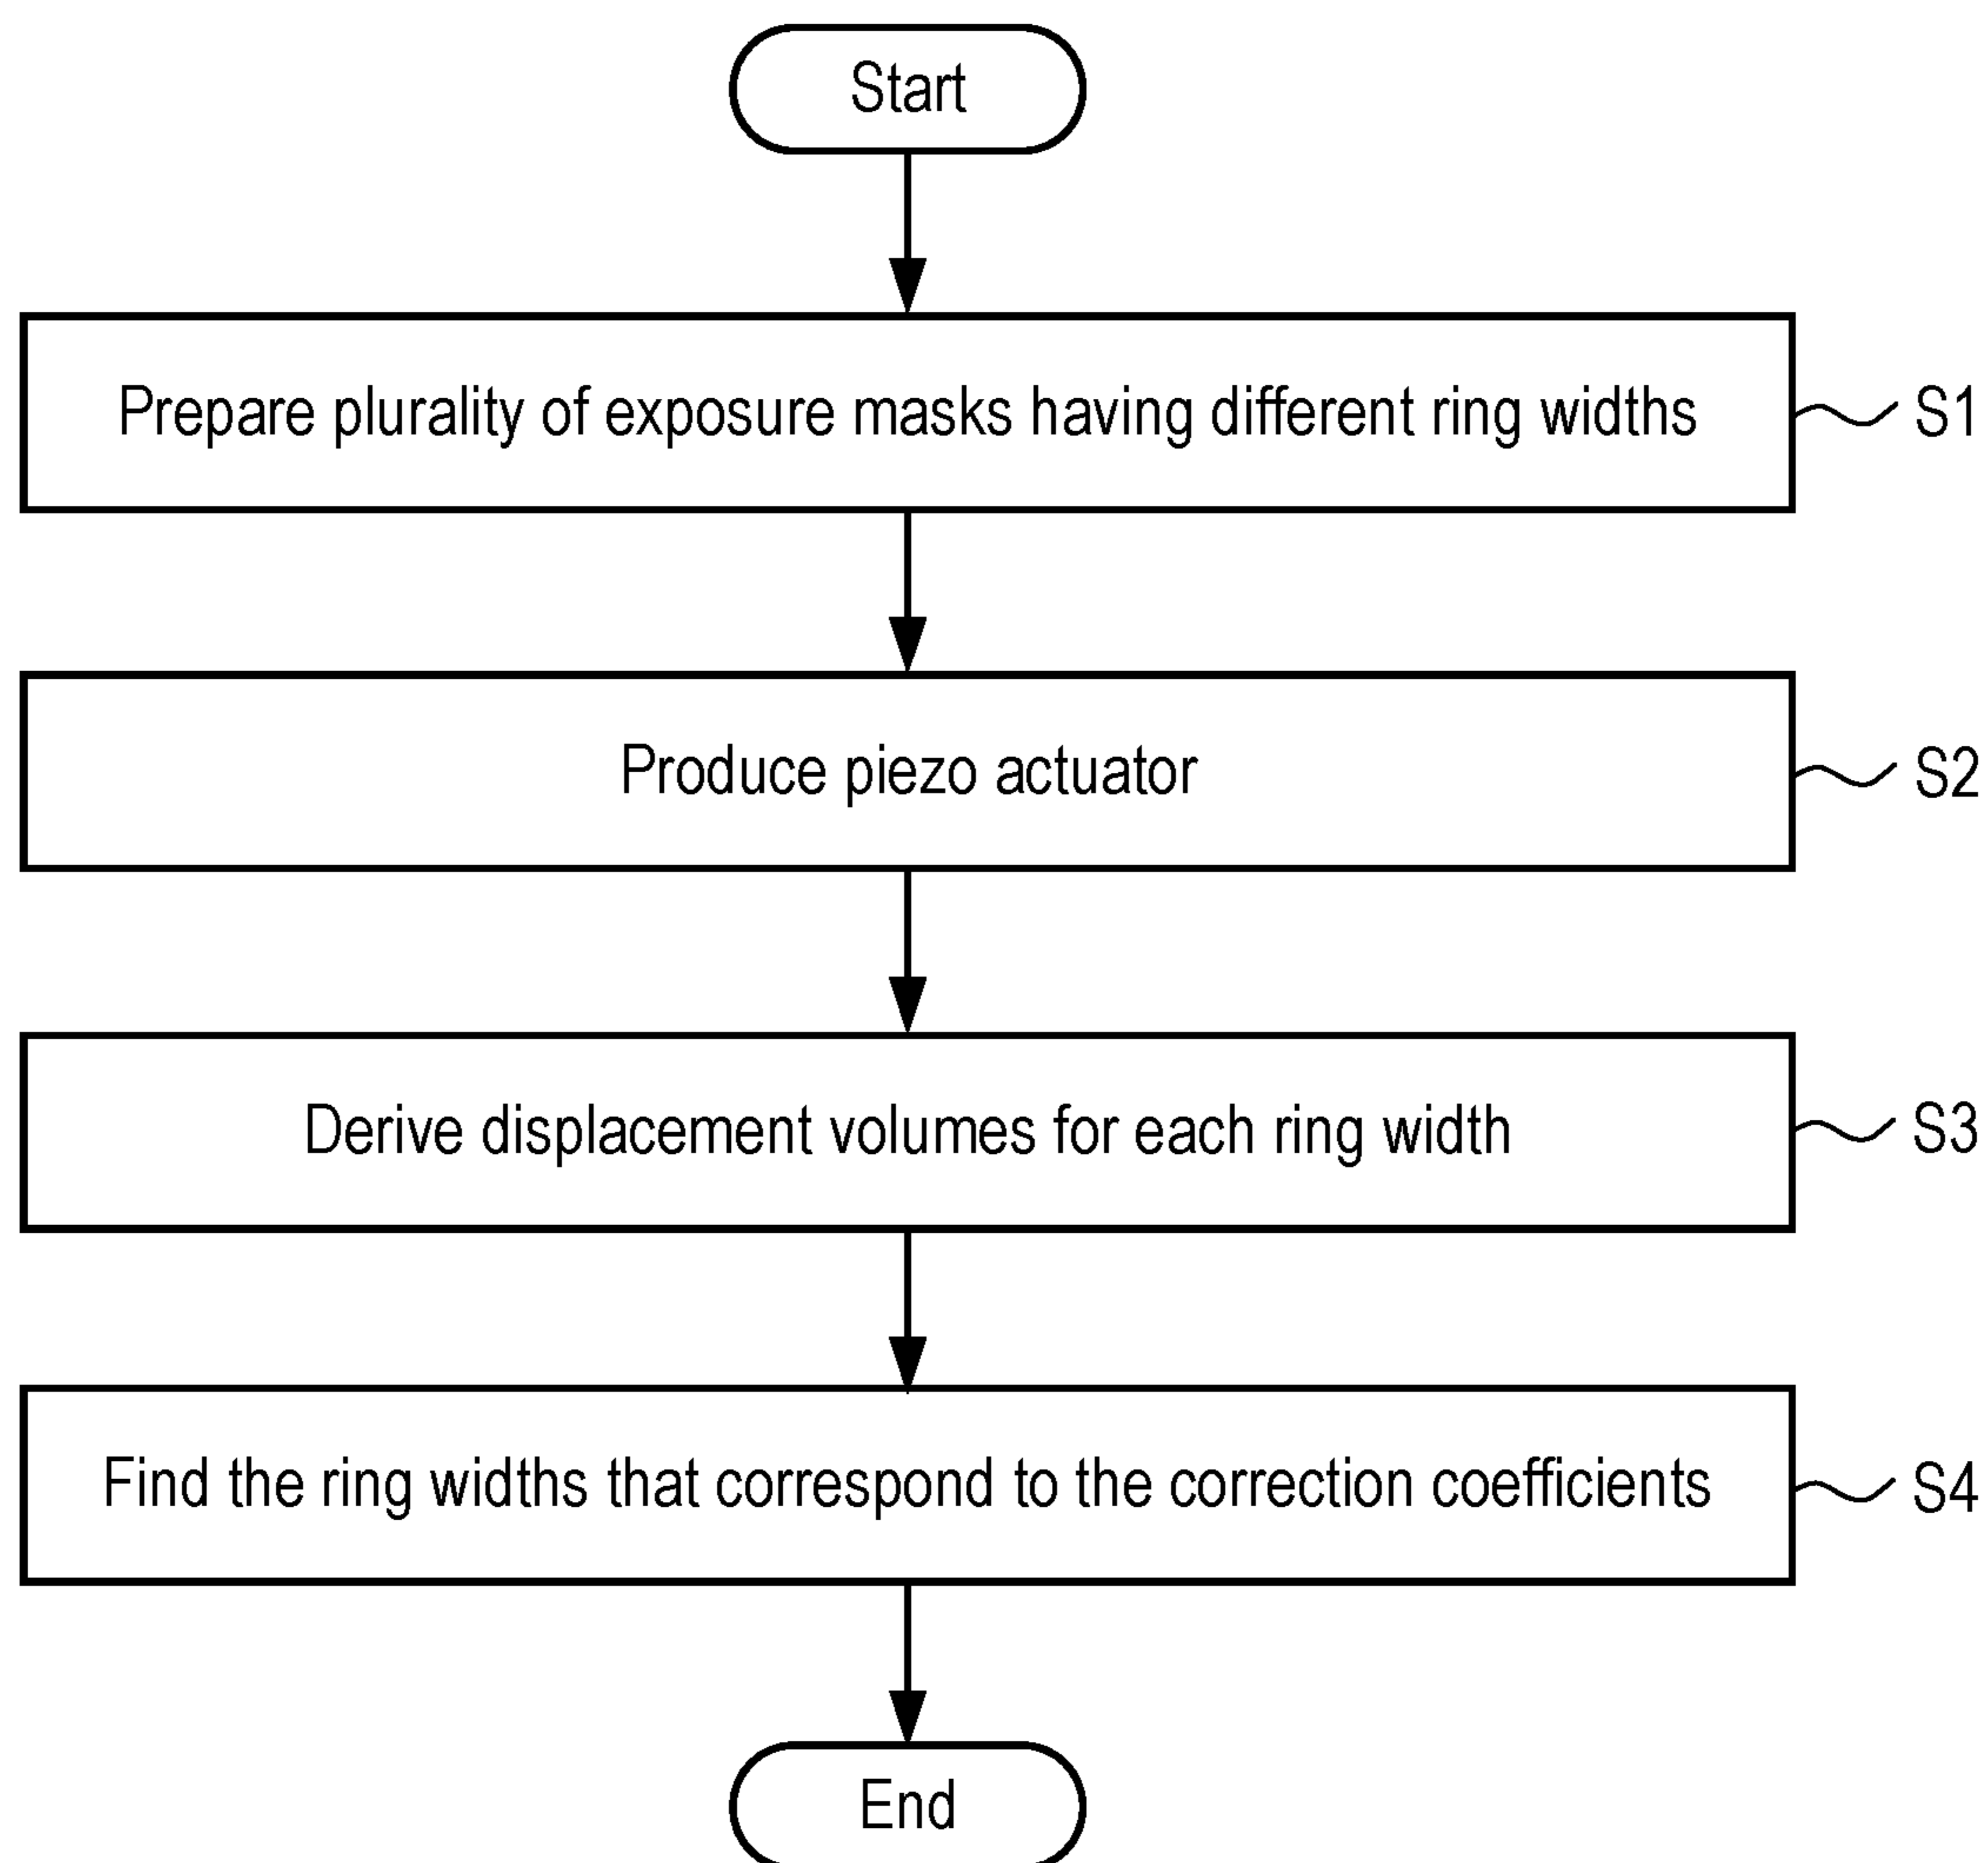 Start
Prepare plurality of exposure masks having different ring widths
S1
Produce piezo actuator
S2
Derive displacement volumes for each ring width
S3
Find the ring widths that correspond to the correction coefficients
S4
End